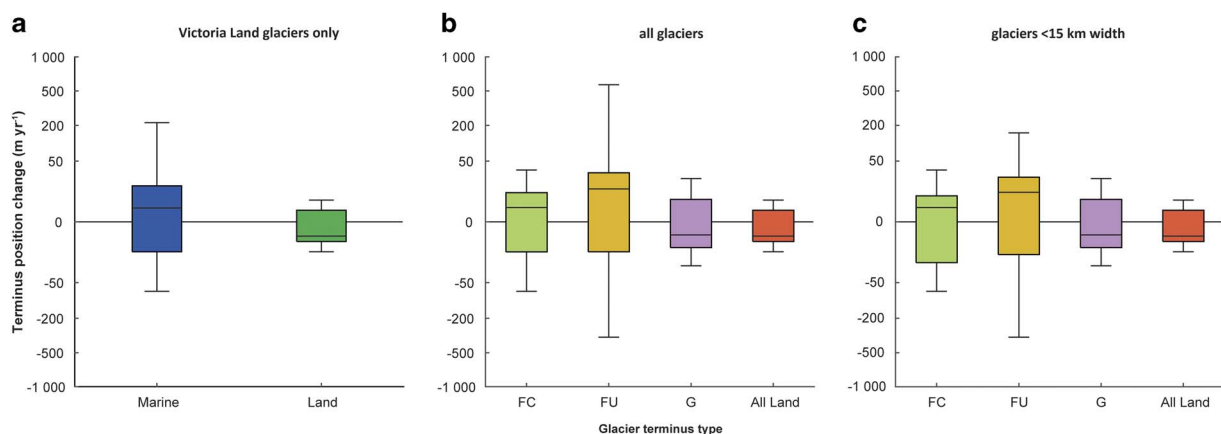 a
Victoria Land glaciers only
Terminus position change (m yr⁻¹)
1 000
500
200
50
0
-50
-200
-500
-1 000
Marine Land
b
all glaciers
1 000
500
200
50
0
-50
-200
-500
-1 000
FC FU G All Land
Glacier terminus type
c
glaciers <15 km width
1 000
500
200
50
0
-50
-200
-500
-1 000
FC FU G All Land